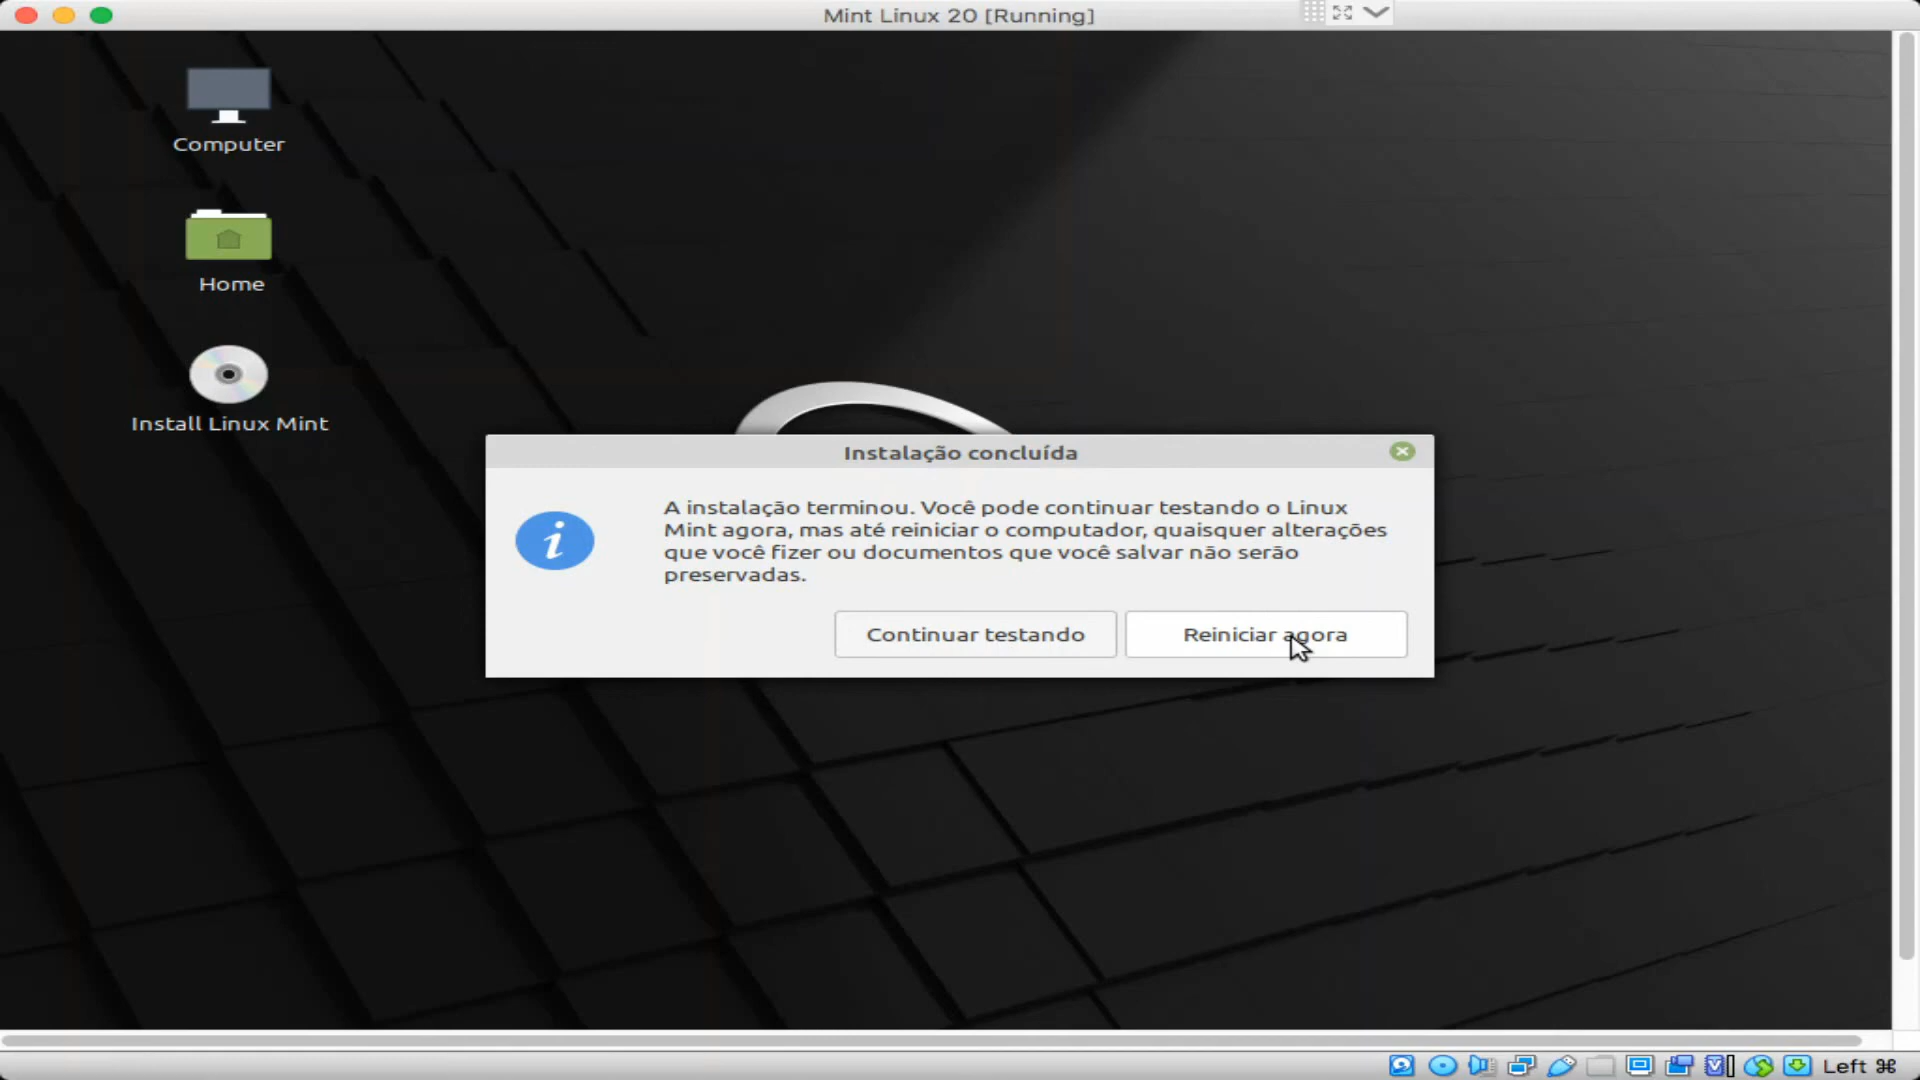 Mint Linux 20 [Running]
Computer
Home
Install Linux Mint
Instalação concluída
A instalação terminou. Você pode continuar testando o Linux
Mint agora, mas até reiniciar o computador, quaisquer alterações
que você fizer ou documentos que você salvar não serão
preservadas.
Continuar testando
Reiniciar agora
Left ⌘